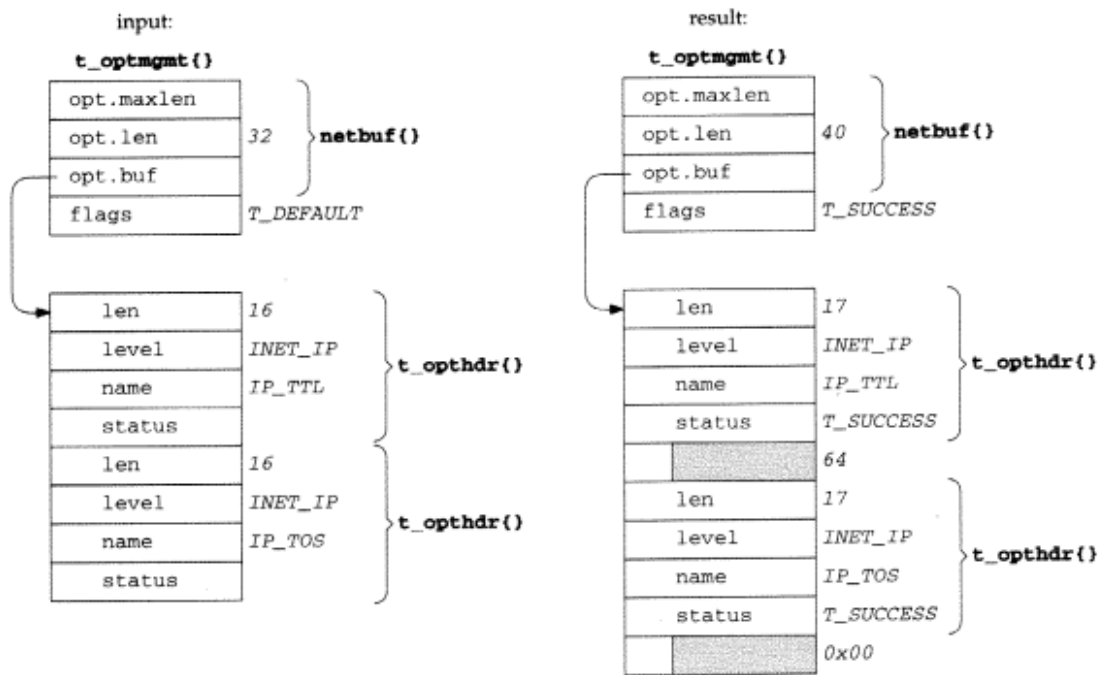 input:
t_optmgmt{}
opt.maxlen
opt.len 32
netbuf{}
opt.buf
flags T_DEFAULT
len 16
level INET_IP
t_opthdr{}
name IP_TTL
status
len 16
level INET_IP
t_opthdr{}
name IP_TOS
status
result:
t_optmgmt{}
opt.maxlen
opt.len 40
netbuf{}
opt.buf
flags T_SUCCESS
len 17
level INET_IP
t_opthdr{}
name IP_TTL
status T_SUCCESS
64
len 17
level INET_IP
t_opthdr{}
name IP_TOS
status T_SUCCESS
0x00